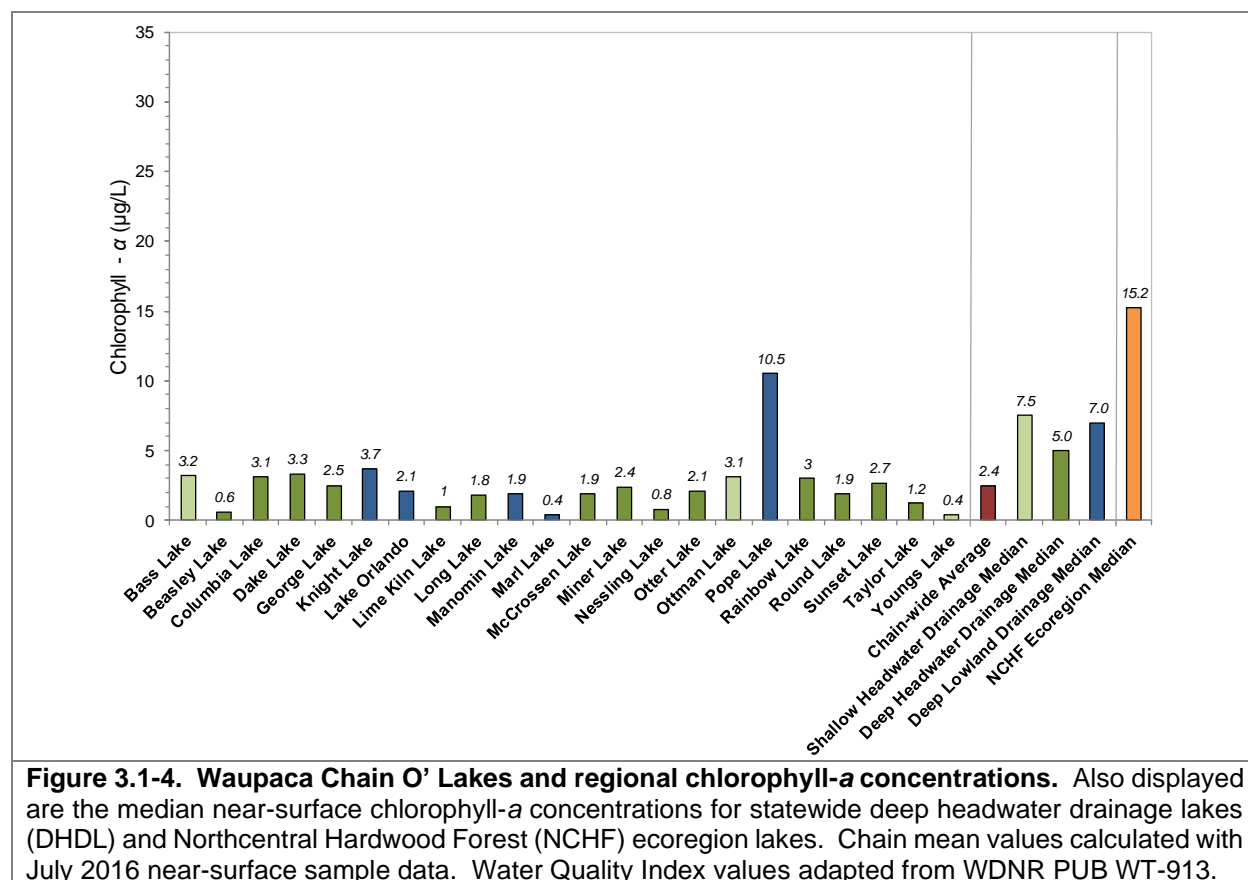 35
30
25
20
15
10
5
0
Chlorophyll - α (µg/L)
3.2
0.6
3.1
3.3
2.5
3.7
2.1
1
1.8
1.9
0.4
1.9
2.4
0.8
2.1
3.1
10.5
3
1.9
2.7
1.2
0.4
2.4
7.5
5.0
7.0
15.2
Bass Lake
Beasley Lake
Columbia Lake
Dake Lake
George Lake
Knight Lake
Lake Orlando
Lime Kiln Lake
Long Lake
Manomin Lake
Marl Lake
McCrossen Lake
Miner Lake
Nessling Lake
Otter Lake
Ottman Lake
Pope Lake
Rainbow Lake
Round Lake
Sunset Lake
Taylor Lake
Youngs Lake
Chain-wide Average
Shallow Headwater Drainage Median
Deep Headwater Drainage Median
Deep Lowland Drainage Median
NCHF Ecoregion Median
Figure 3.1-4. Waupaca Chain O’ Lakes and regional chlorophyll-a concentrations. Also displayed
are the median near-surface chlorophyll-a concentrations for statewide deep headwater drainage lakes
(DHDL) and Northcentral Hardwood Forest (NCHF) ecoregion lakes. Chain mean values calculated with
July 2016 near-surface sample data. Water Quality Index values adapted from WDNR PUB WT-913.